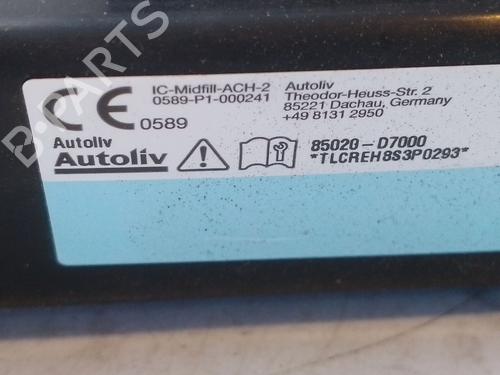 CE
0589
IC-Midfill-ACH-2
0589-P1-000241
Autoliv
Theodor-Heuss-Str. 2
85221 Dachau, Germany
+49 8131 2950
Autoliv
Autoliv
85020-D7000
*TLCREH8S3P0293*